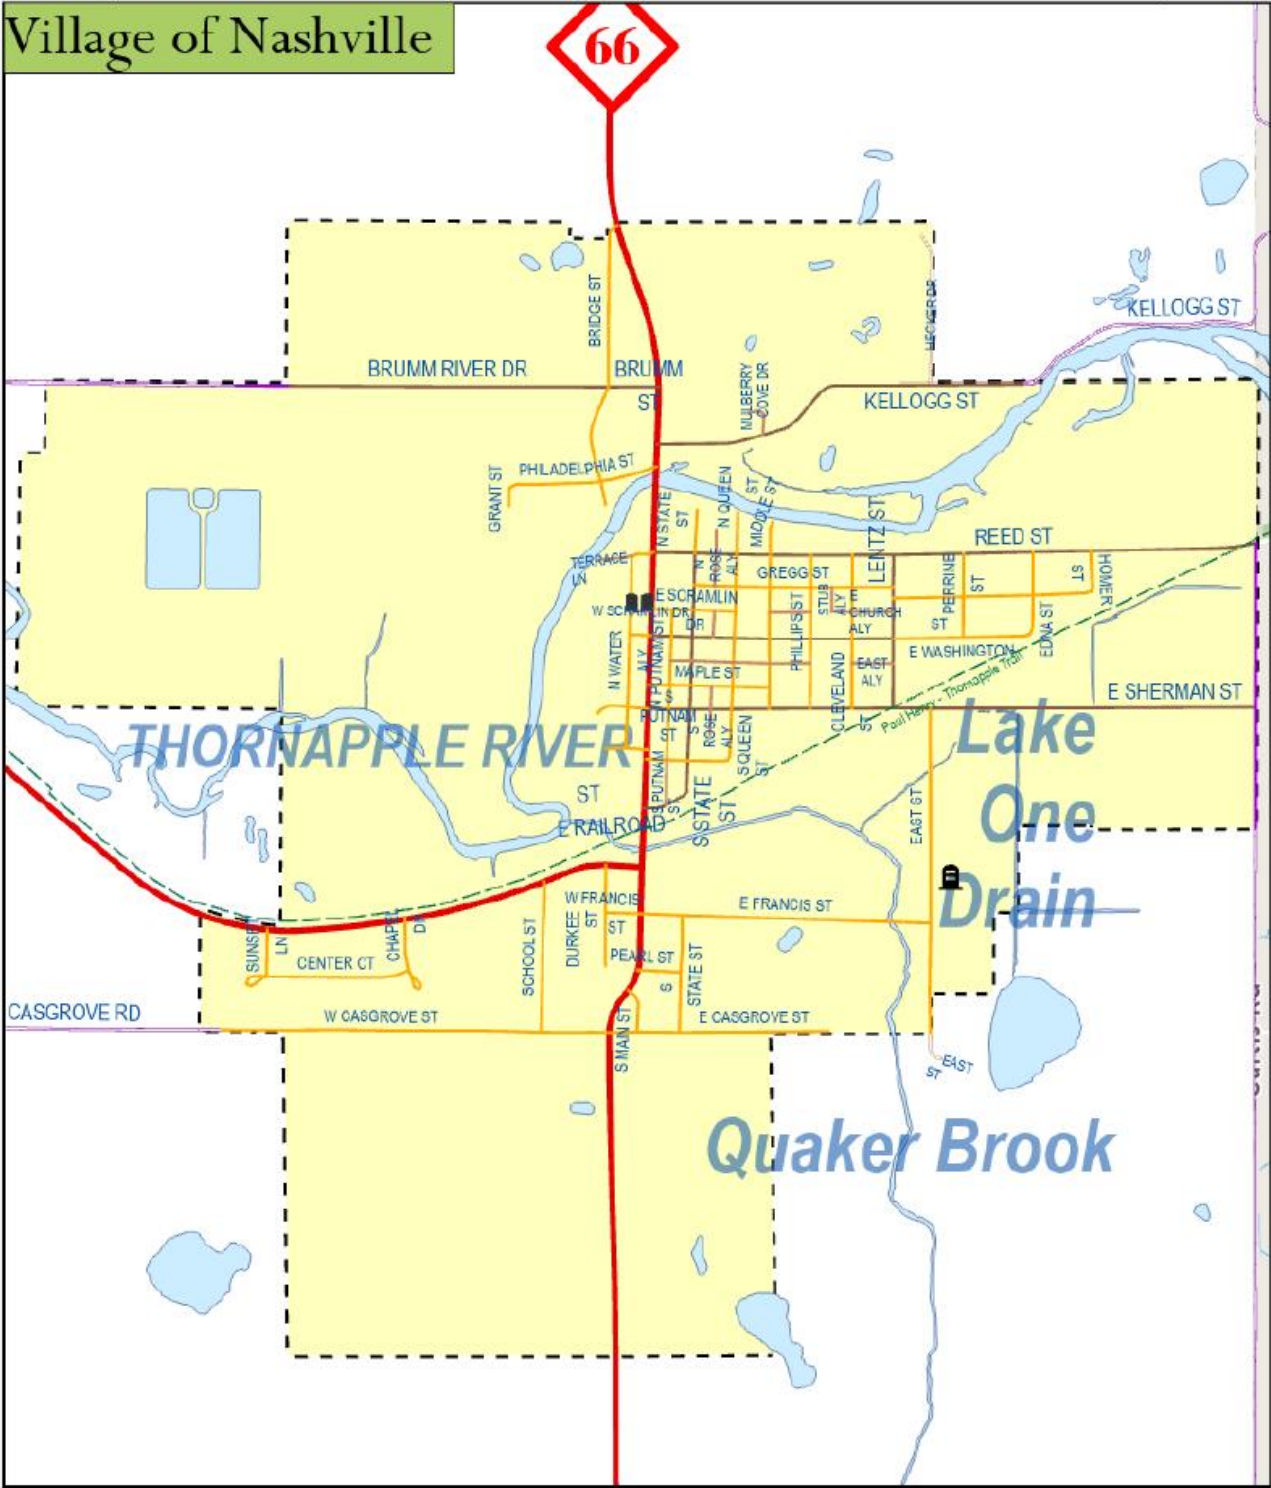 Village of Nashville
66
KELLOGG ST
BRIDGE ST
HECKER DR
BRUMM RIVER DR
BRUMM
ST
MULBERRY
COVE DR
KELLOGG ST
PHILADELPHIA ST
GRANT ST
N STATE
ST
N QUEEN
ST
MIDDLE ST
LENTZ ST
REED ST
TERRACE
LN
N
ROSE
ALY
GREGG ST
PERRINE
ST
ST
HOMER
E SCRAMLIN
DR
W SCRAMLIN DR
PHILLIPS ST
STUB
ALY
E
CHURCH
ALY
ST
EDNA ST
N WATER
ALY
N PUTNAM ST
E WASHINGTON
MAPLE ST
EAST
ALY
CLEVELAND
ST
Paul Henry - Thornapple Trail
E SHERMAN ST
S
PUTNAM
ST
S
ROSE
ALY
S QUEEN
ST
THORNAPPLE RIVER
Lake
One
Drain
ST
S PUTNAM
ST
S STATE
ST
E RAILROAD
EAST ST
W FRANCIS
ST
E FRANCIS ST
DURKEE
ST
SCHOOL ST
PEARL ST
S
STATE ST
LN
CHAPEL
CENTER CT
CASGROVE RD
W CASGROVE ST
E CASGROVE ST
S MAIN ST
EAST
ST
Quaker Brook